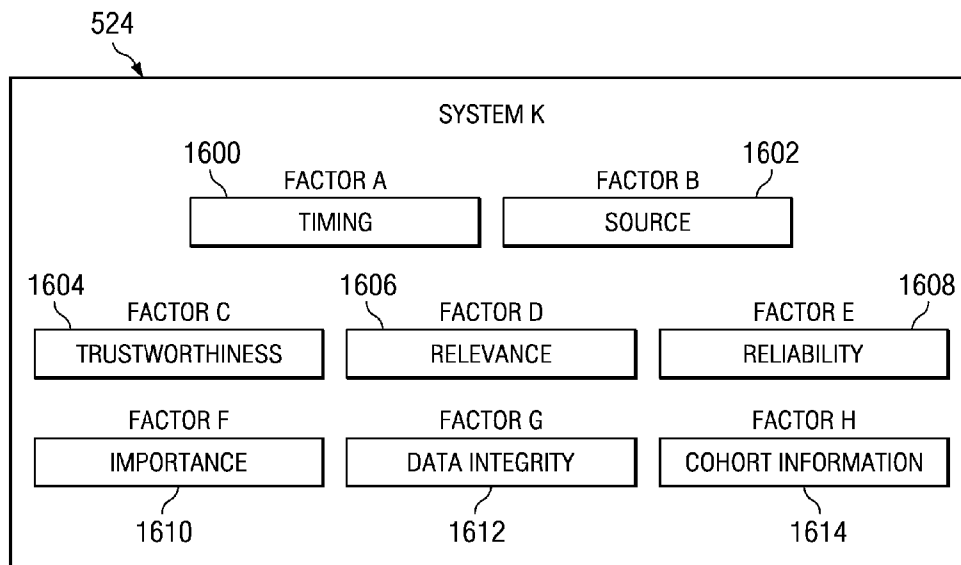 524
SYSTEM K
1600
1602
FACTOR A
FACTOR B
TIMING
SOURCE
1604
1606
1608
FACTOR C
FACTOR D
FACTOR E
TRUSTWORTHINESS
RELEVANCE
RELIABILITY
FACTOR F
FACTOR G
FACTOR H
IMPORTANCE
DATA INTEGRITY
COHORT INFORMATION
1610
1612
1614